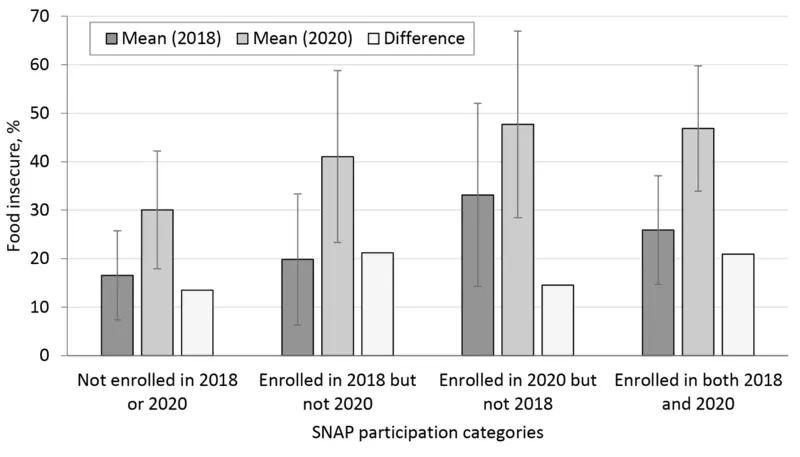 70
60
50
40
30
20
10
0
Food insecure, %
Mean (2018) Mean (2020) Difference
Not enrolled in 2018
or 2020
Enrolled in 2018 but
not 2020
Enrolled in 2020 but
not 2018
Enrolled in both 2018
and 2020
SNAP participation categories